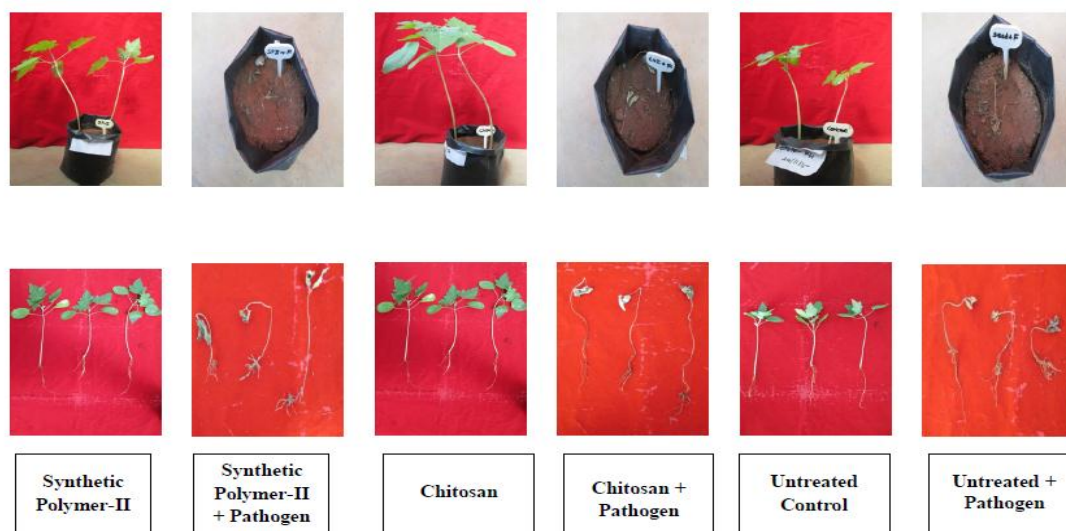 Synthetic
Polymer-II
Synthetic
Polymer-II
+ Pathogen
Chitosan
Chitosan +
Pathogen
Untreated
Control
Untreated +
Pathogen